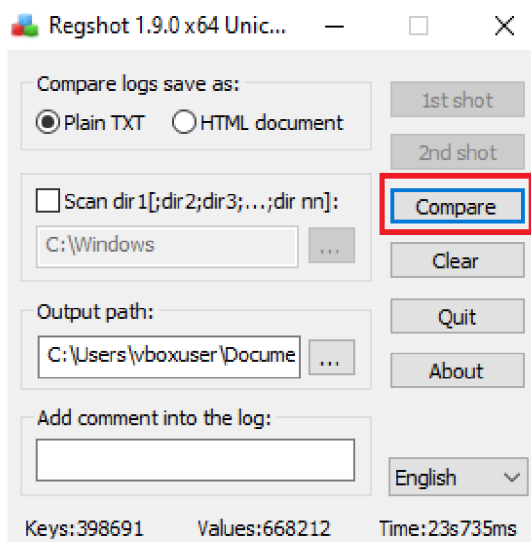 Regshot 1.9.0 x64 Unic...
Compare logs save as:
Plain TXT HTML document
1st shot
2nd shot
Scan dir1[;dir2;dir3;...;dir nn]:
C:\Windows
...
Compare
Clear
Output path:
C:\Users\vboxuser\Docume
...
Quit
About
Add comment into the log:
English
Keys:398691 Values:668212 Time:23s735ms